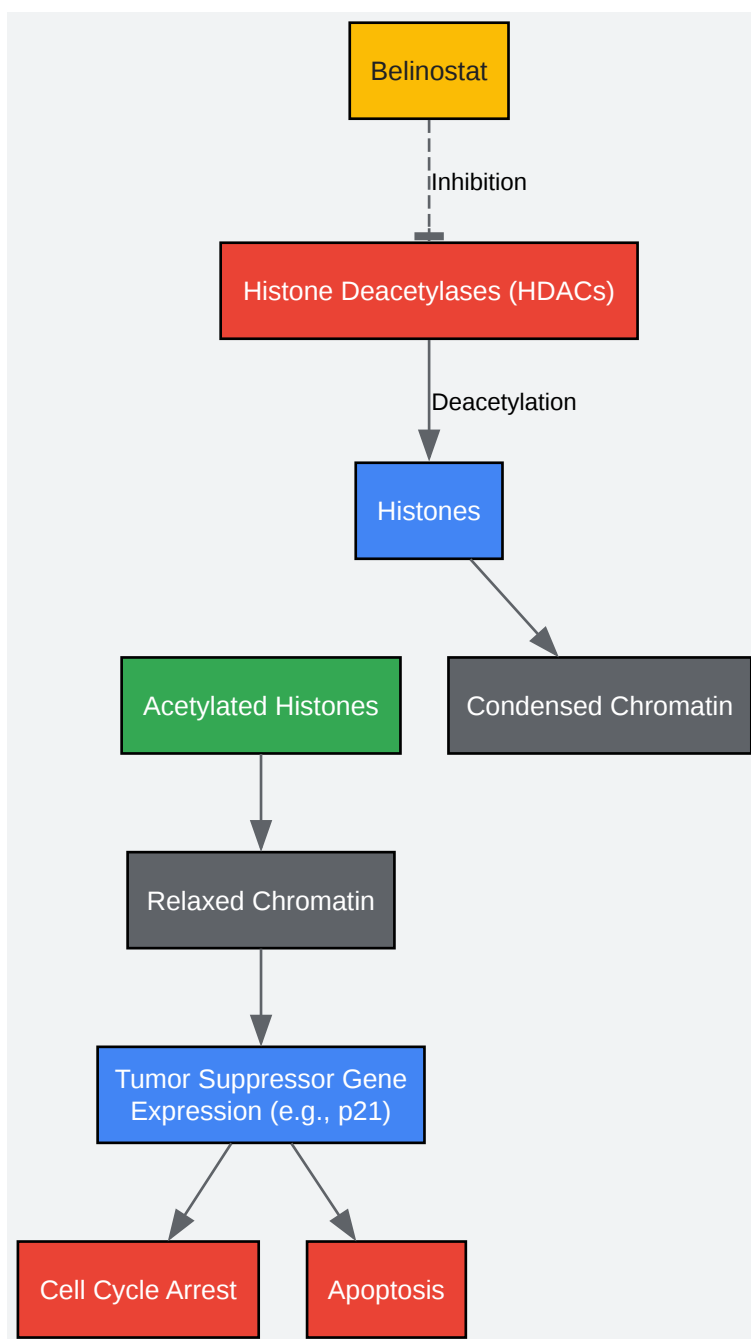 Belinostat
Inhibition
Histone Deacetylases (HDACs)
Deacetylation
Histones
Acetylated Histones
Condensed Chromatin
Relaxed Chromatin
Tumor Suppressor Gene
Expression (e.g., p21)
Cell Cycle Arrest
Apoptosis